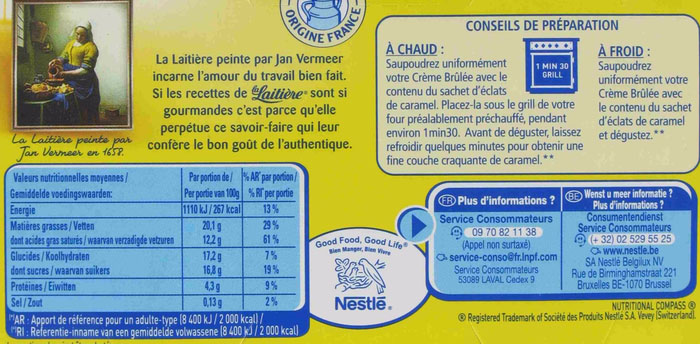 ORIGINE FRANCE
La Laitière peinte par
Jan Vermeer en 1658.
La Laitière peinte par Jan Vermeer
incarne l'amour du travail bien fait.
Si les recettes de la Laitière® sont si
gourmandes c'est parce qu'elle
perpétue ce savoir-faire qui leur
confère le bon goût de l'authentique.
CONSEILS DE PRÉPARATION
À CHAUD :
Saupoudrez uniformément
votre Crème Brûlée avec le
contenu du sachet d'éclats
de caramel. Placez-la sous le gril de votre
four préalablement préchauffé, pendant
environ 1min30. Avant de déguster, laissez
refroidir quelques minutes pour obtenir une
fine couche craquante de caramel.**
1 MIN 30
GRILL
À FROID :
Saupoudrez
uniformément votre
Crème Brûlée avec
le contenu du sachet
d'éclats de caramel
et dégustez.**
Valeurs nutritionnelles moyennes / Par portion de / % AR* par portion /
Gemiddelde voedingswaarden: Per portie van 100g % RI* per portie
Energie 1110 kJ / 267 kcal 13 %
Matières grasses / Vetten 20,1 g 29 %
dont acides gras saturés / waarvan verzadigde vetzuren 12,2 g 61 %
Glucides / Koolhydraten 17,2 g 7 %
dont sucres / waarvan suikers 16,8 g 19 %
Protéines / Eiwitten 4,3 g 9 %
Sel / Zout 0,13 g 2 %
(*)AR : Apport de référence pour un adulte-type (8 400 kJ / 2 000 kcal) /
(*)RI : Referentie-inname van een gemiddelde volwassene (8 400 kJ / 2 000 kcal)
Good Food, Good Life®
Bien Manger, Bien Vivre
Nestlé®
FR Plus d'informations ?
Service Consommateurs
09 70 82 11 38
(Appel non surtaxé)
service-conso@fr.lnpf.com
Service Consommateurs
53089 LAVAL Cedex 9
BE Wenst u meer informatie ?
Plus d'informations ?
Consumentendienst
Service Consommateurs
(+ 32) 02 529 55 25
www.nestle.be
SA Nestlé Belgilux NV
Rue de Birminghamstraat 221
Bruxelles BE-1070 Brussel
NUTRITIONAL COMPASS ®
® Registered Trademark of Société des Produits Nestlé S.A. Vevey (Switzerland).